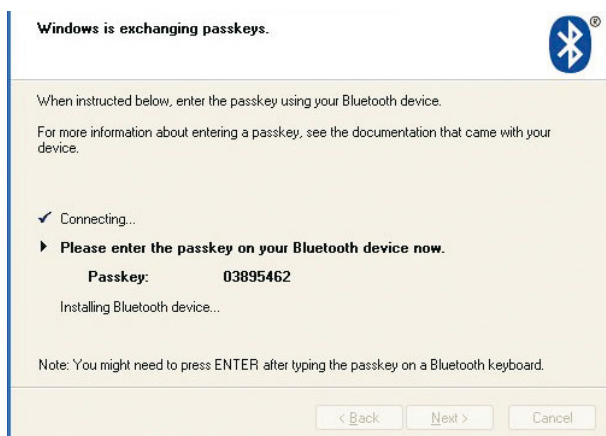 Windows is exchanging passkeys.
®
When instructed below, enter the passkey using your Bluetooth device.
For more information about entering a passkey, see the documentation that came with your
device.
✓ Connecting...
Please enter the passkey on your Bluetooth device now.
Passkey: 03895462
Installing Bluetooth device...
Note: You might need to press ENTER after typing the passkey on a Bluetooth keyboard.
< Back Next > Cancel